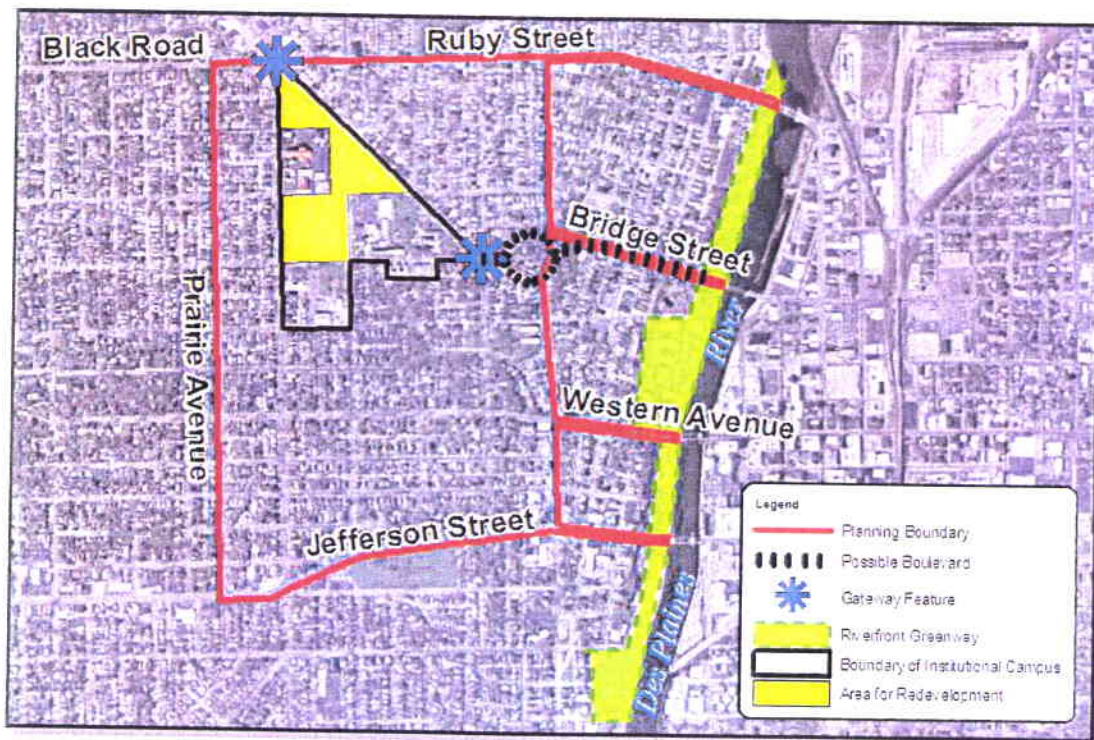 Black Road
Ruby Street
Bridge Street
Prairie Avenue
River
Western Avenue
Jefferson Street
Des Plaines
Legend
Planning Boundary
Possible Boulevard
Gateway Feature
Riverfront Greenway
Boundary of Institutional Campus
Area for Redevelopment